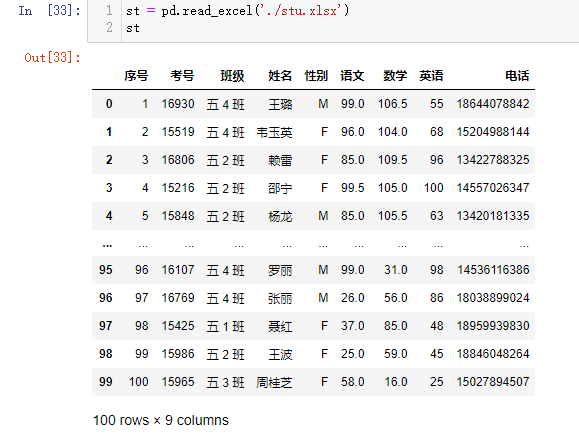 In [33]: 1 st = pd.read_excel('./stu.xlsx')
2 st
Out[33]:
序号 考号 班级 姓名 性别 语文 数学 英语 电话
0 1 16930 五 4 班 王璐 M 99.0 106.5 55 18644078842
1 2 15519 五 4 班 韦玉英 F 96.0 104.0 68 15204988144
2 3 16806 五 2 班 赖雷 F 85.0 109.5 96 13422788325
3 4 15216 五 2 班 邵宁 F 99.5 105.0 100 14557026347
4 5 15848 五 2 班 杨龙 M 85.0 105.5 63 13420181335
... ... ... ... ... ... ... ... ... ...
95 96 16107 五 4 班 罗丽 M 99.0 31.0 98 14536116386
96 97 16769 五 4 班 张丽 M 26.0 56.0 86 18038899024
97 98 15425 五 1 班 聂红 F 37.0 85.0 48 18959939830
98 99 15986 五 2 班 王波 F 25.0 59.0 45 18846048264
99 100 15965 五 3 班 周桂芝 F 58.0 16.0 25 15027894507
100 rows × 9 columns